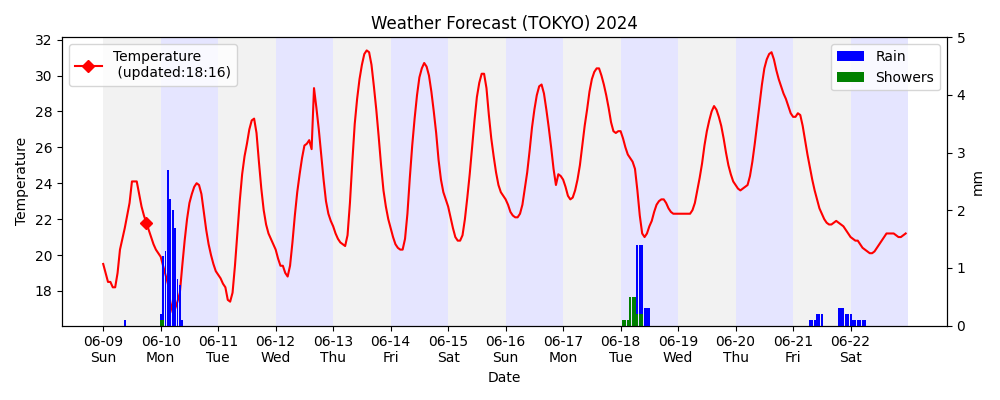 Weather Forecast (TOKYO) 2024
Temperature
(updated:18:16)
Rain
Showers
32
30
28
26
24
22
20
18
Temperature
5
4
3
2
1
0
mm
06-09 06-10 06-11 06-12 06-13 06-14 06-15 06-16 06-17 06-18 06-19 06-20 06-21 06-22
Sun Mon Tue Wed Thu Fri Sat Sun Mon Tue Wed Thu Fri Sat
Date